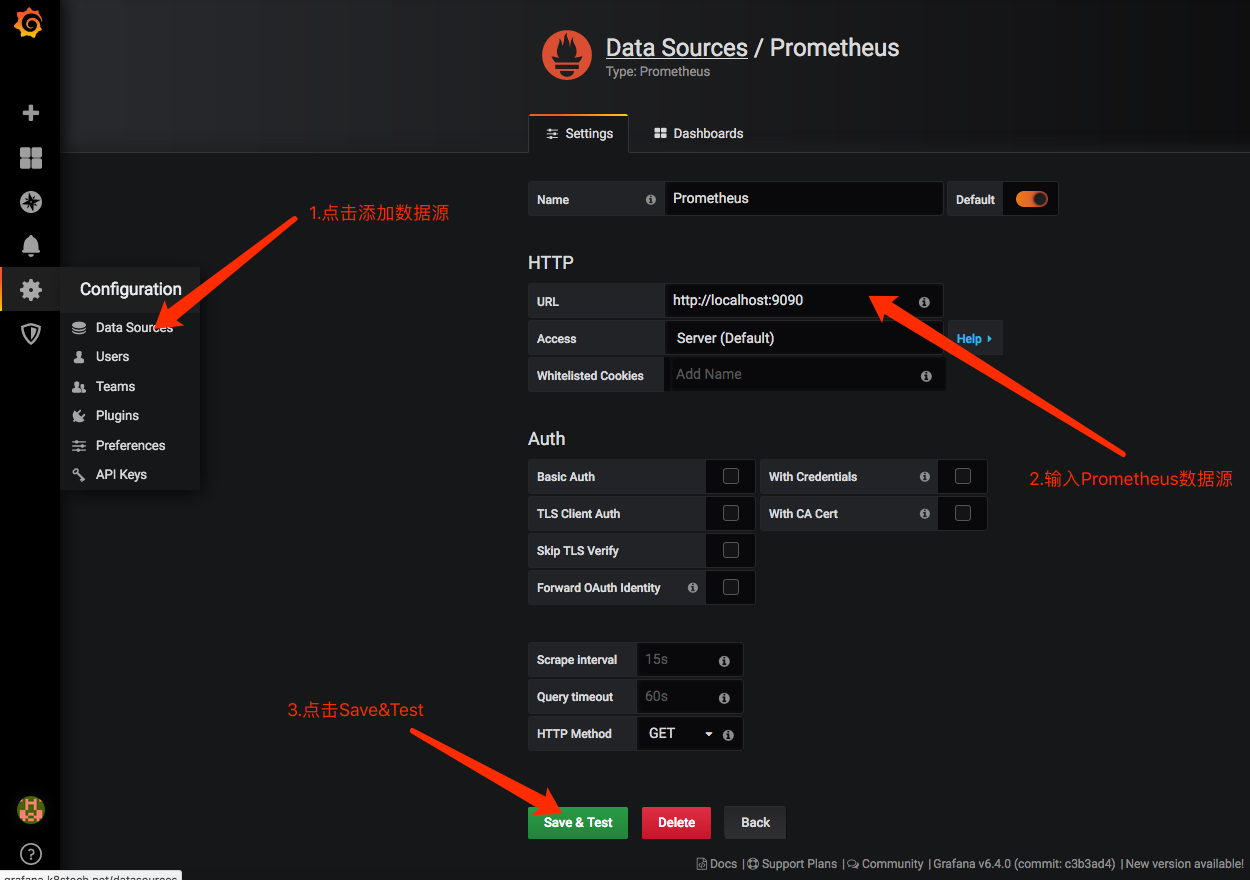 Data Sources / Prometheus
Type: Prometheus
Settings
Dashboards
Name
Prometheus
Default
1.点击添加数据源
HTTP
Configuration
URL
http://localhost:9090
Data Sources
Access
Server (Default)
Help
Users
Whitelisted Cookies
Add Name
Teams
Plugins
Auth
Preferences
API Keys
Basic Auth
With Credentials
2.输入Prometheus数据源
TLS Client Auth
With CA Cert
Skip TLS Verify
Forward OAuth Identity
Scrape interval
15s
Query timeout
60s
3.点击Save&Test
HTTP Method
GET
Save & Test
Delete
Back
Docs | Support Plans | Community | Grafana v6.4.0 (commit: c3b3ad4) | New version available!
grafana.k8stech.net/datasources